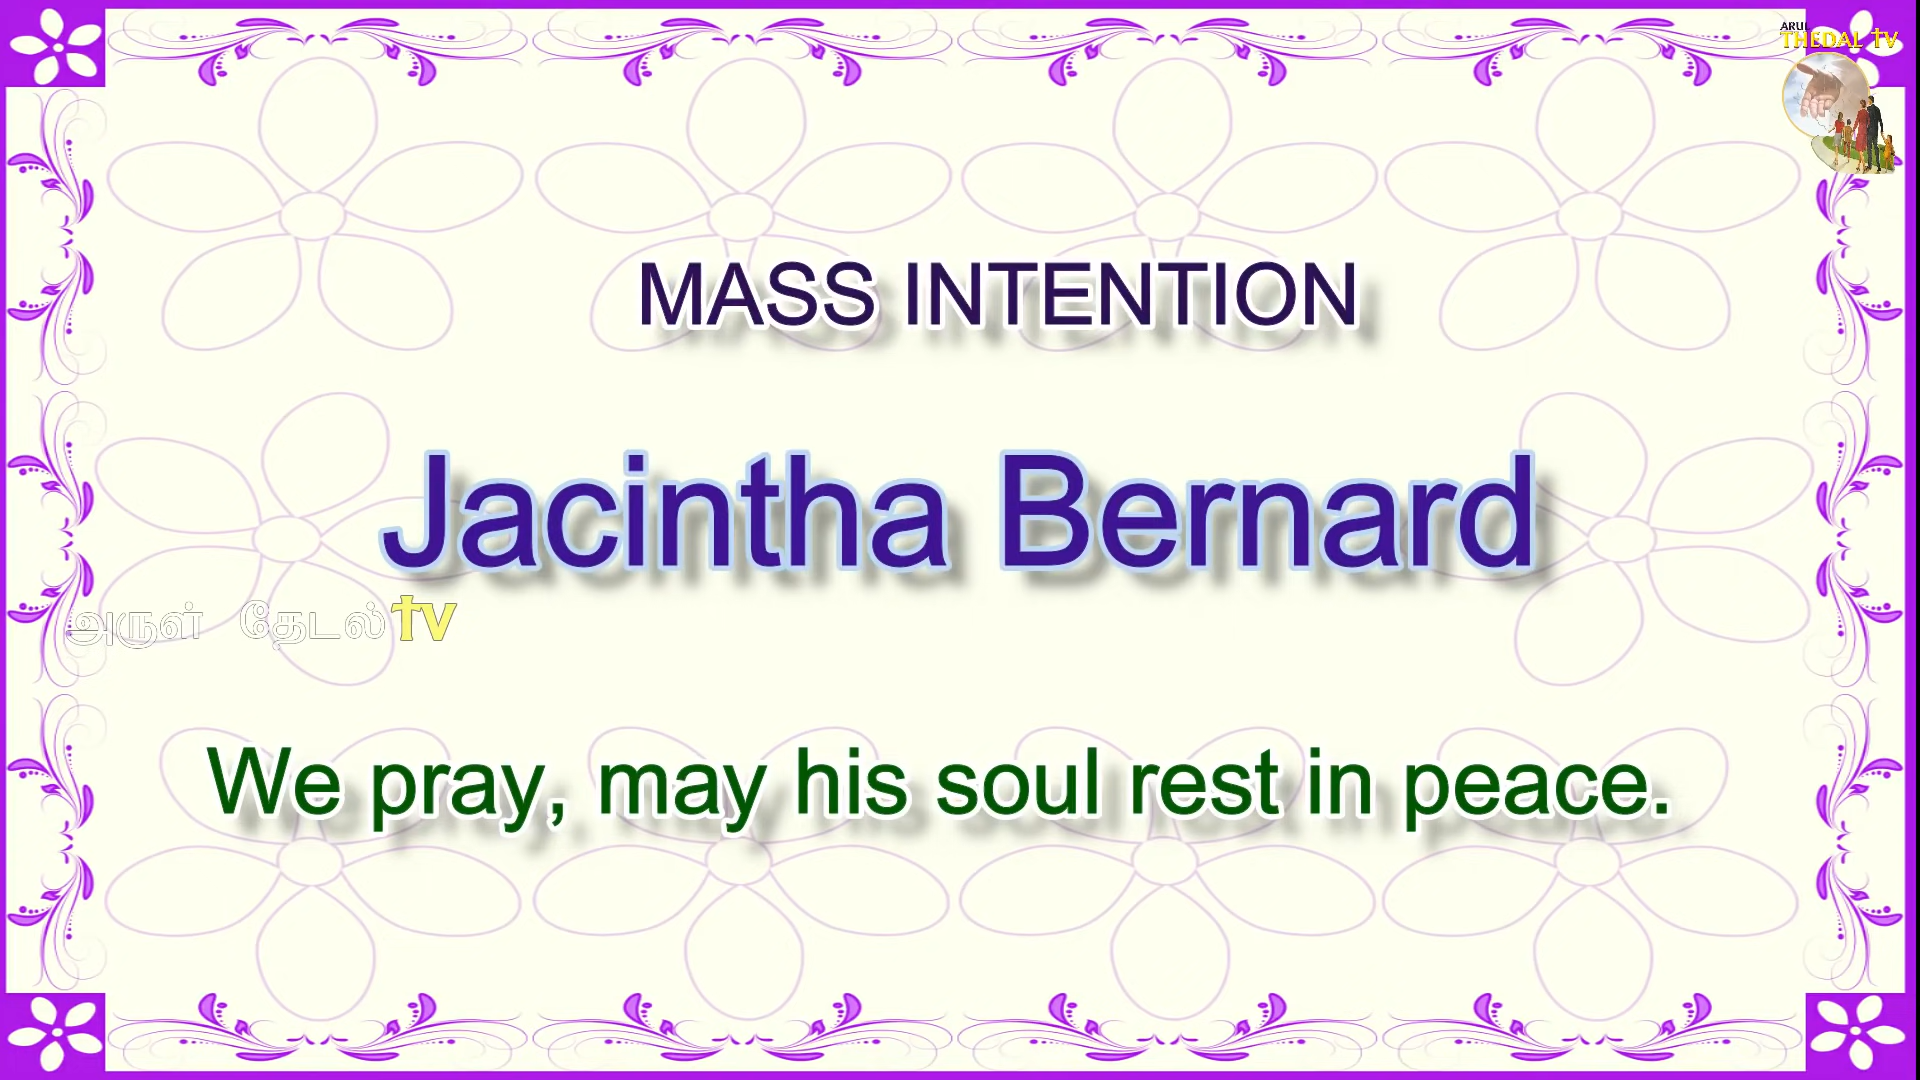 ARUL
THEDAL TV
MASS INTENTION
Jacintha Bernard
அருள் தேடல் tv
We pray, may his soul rest in peace.